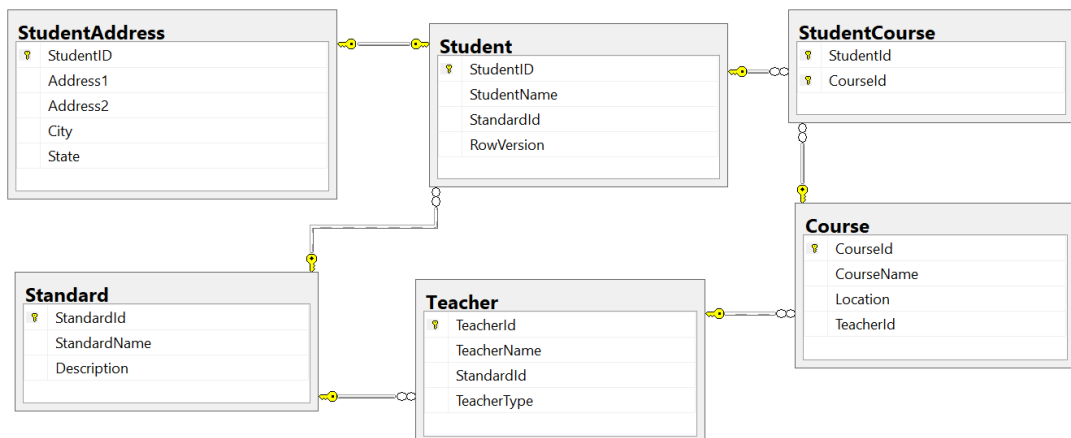 StudentAddress
StudentID
Address1
Address2
City
State
Student
StudentID
StudentName
StandardId
RowVersion
StudentCourse
StudentId
CourseId
Standard
StandardId
StandardName
Description
Teacher
TeacherId
TeacherName
StandardId
TeacherType
Course
CourseId
CourseName
Location
TeacherId